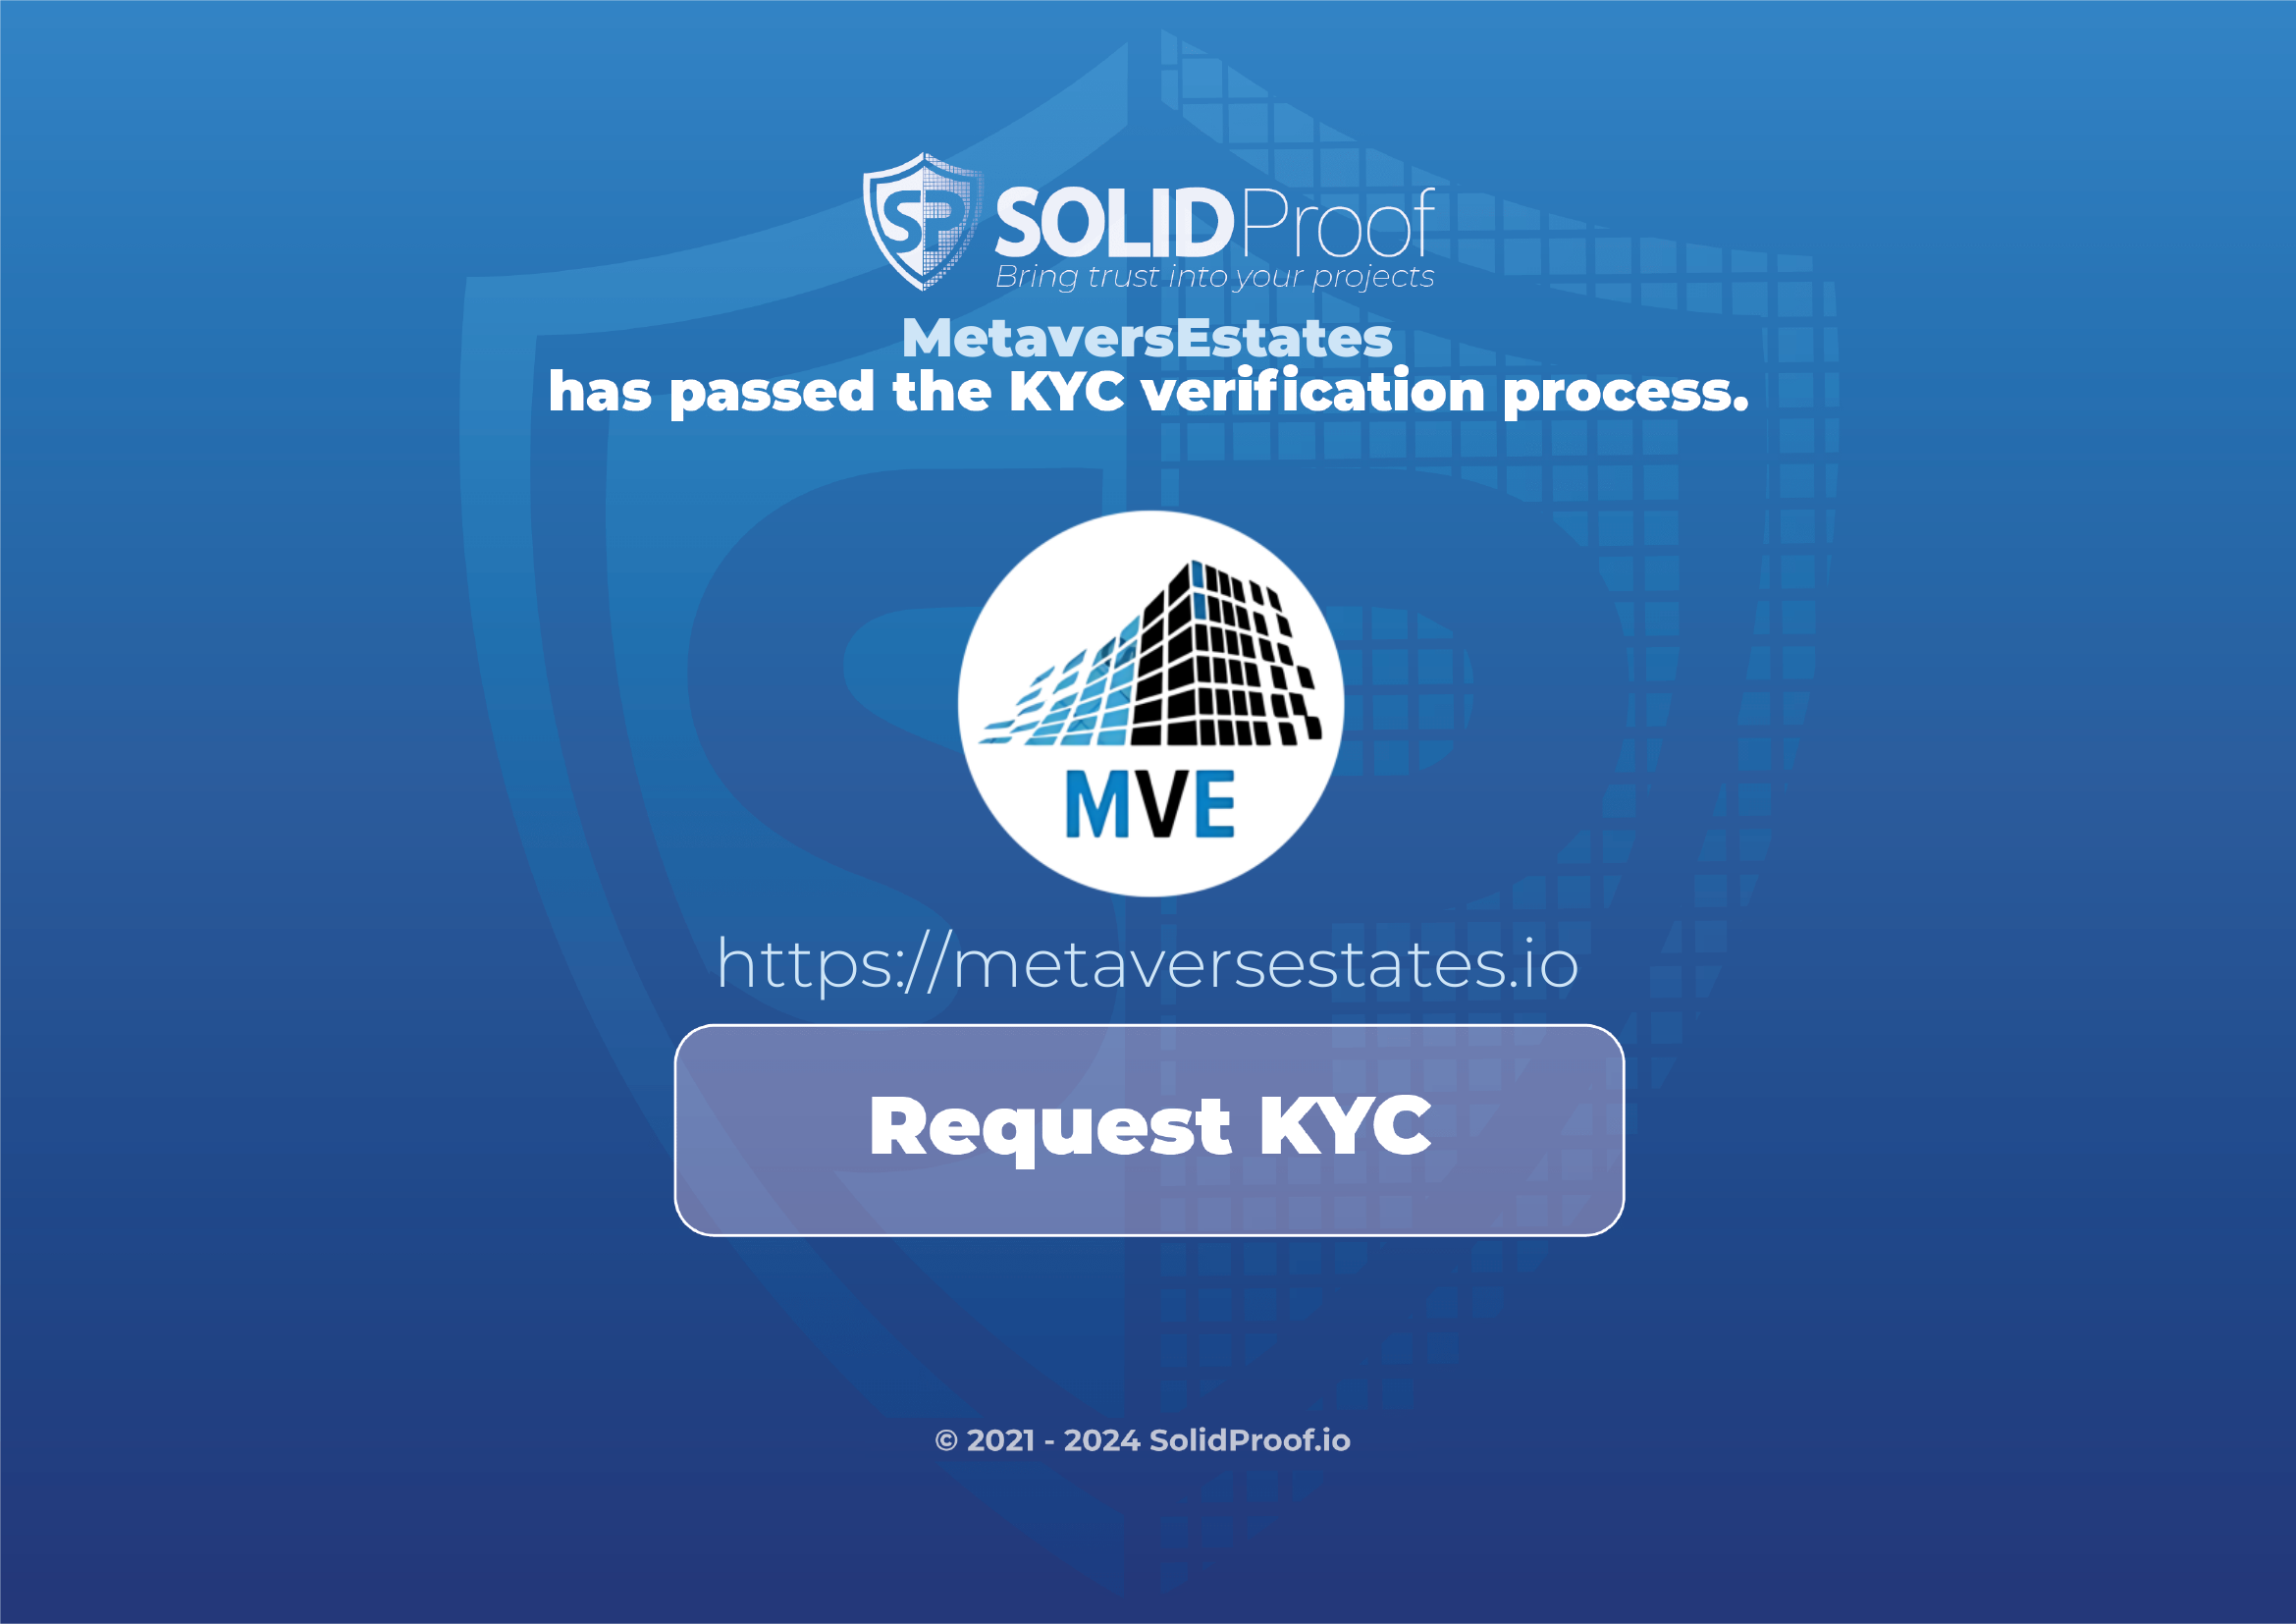 SP
SOLIDProof
Bring trust into your projects
MetaversEstates
has passed the KYC verification process.
MVE
https://metaversestates.io
Request KYC
© 2021 - 2024 SolidProof.io